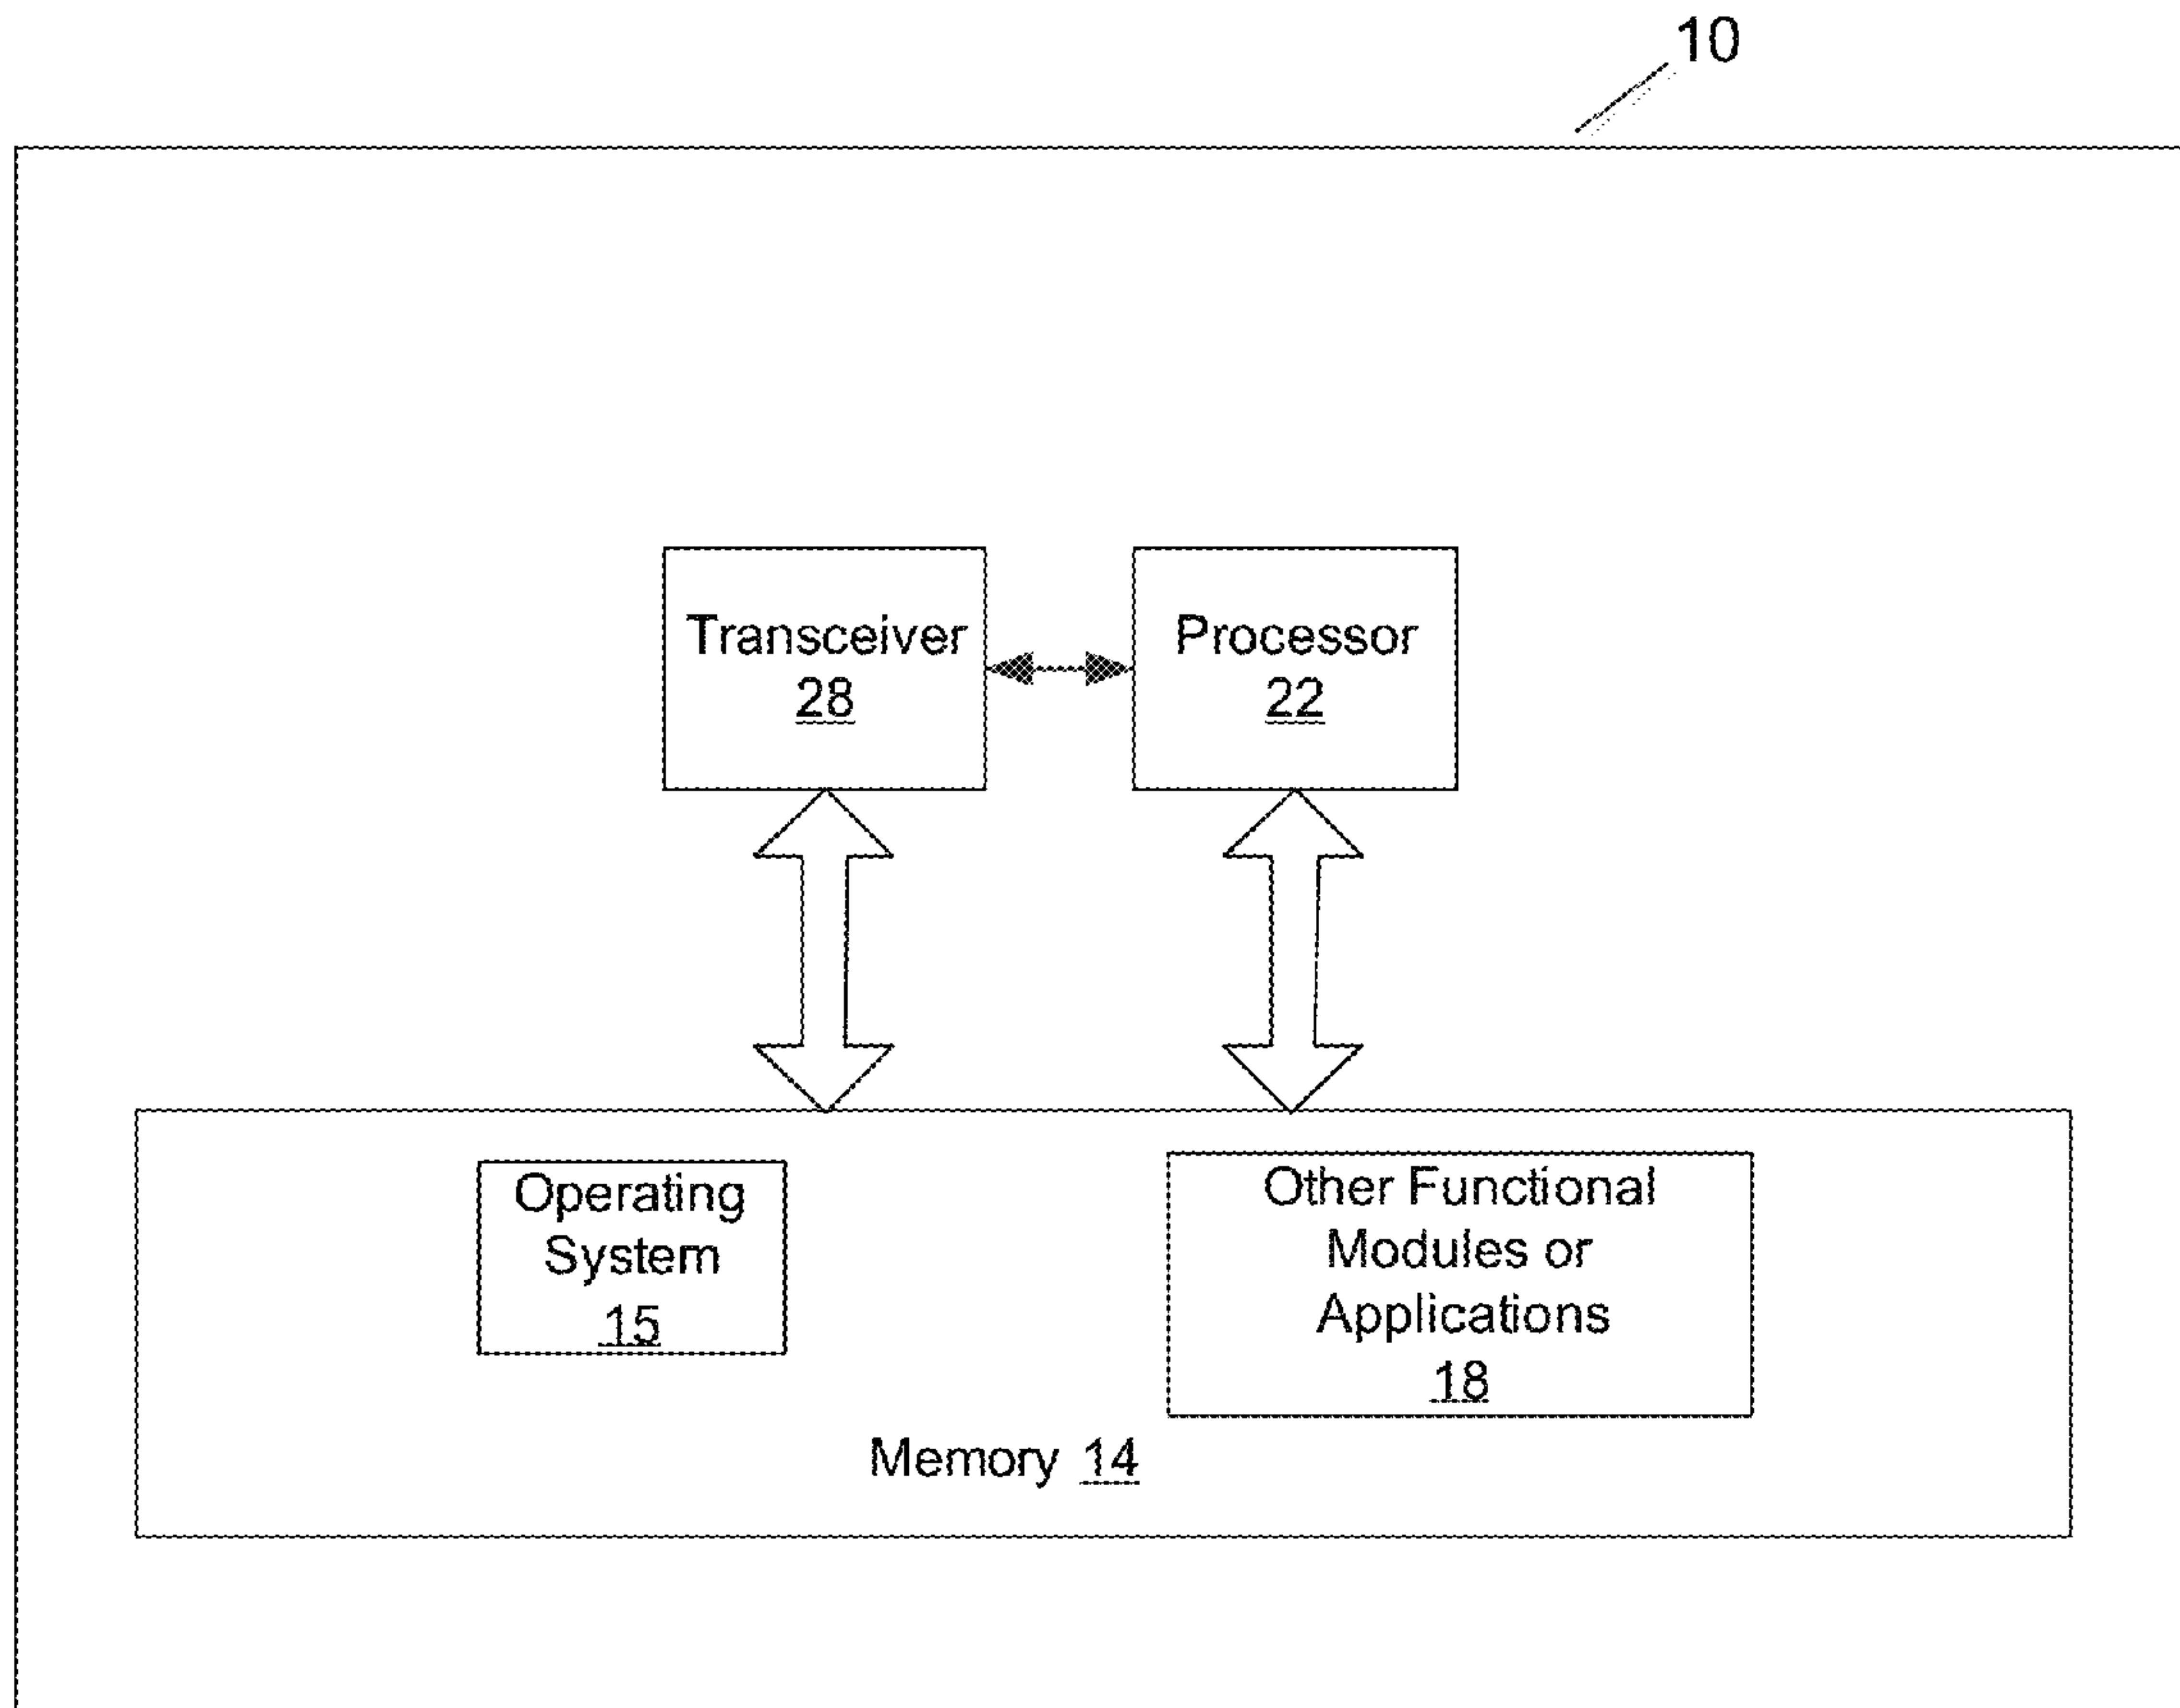 10
Transceiver
28
Processor
22
Operating
System
15
Other Functional
Modules or
Applications
18
Memory 14